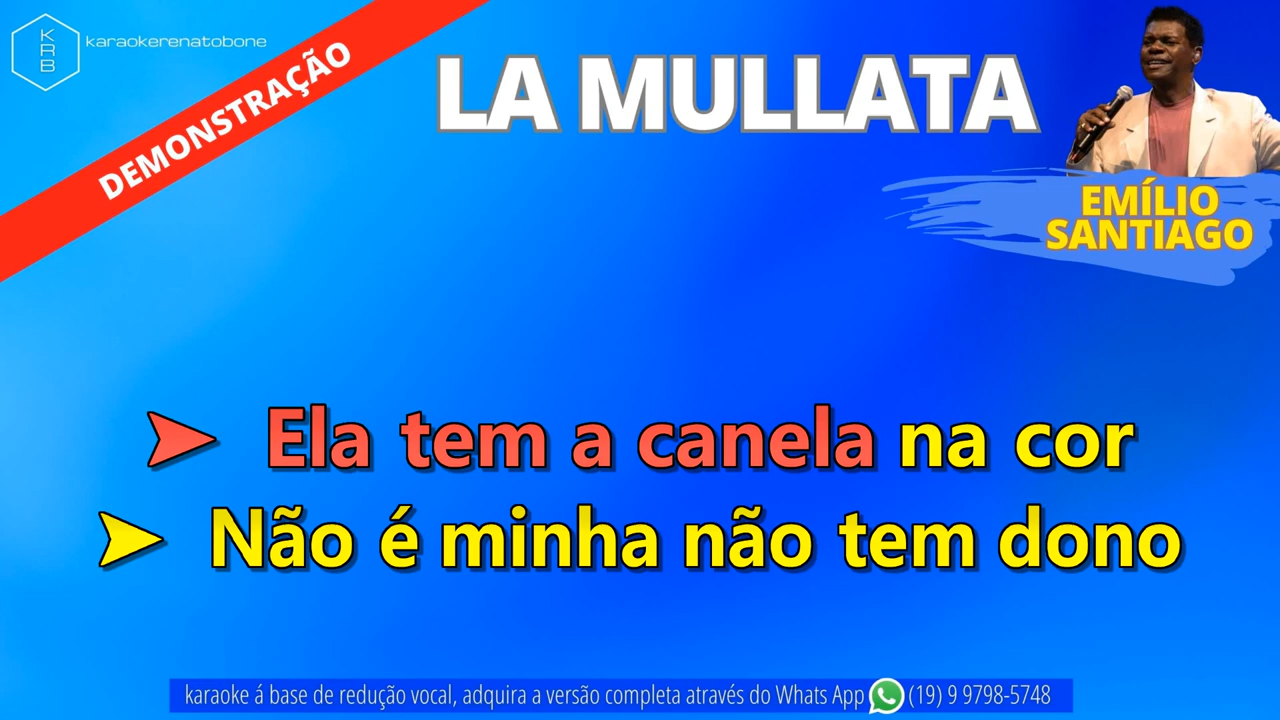 KRB
karaokerenatobone
DEMONSTRAÇÃO
LA MULLATA
EMÍLIO
SANTIAGO
➤ Ela tem a canela na cor
➤ Não é minha não tem dono
karaoke á base de redução vocal, adquira a versão completa através do Whats App (19) 9 9798-5748